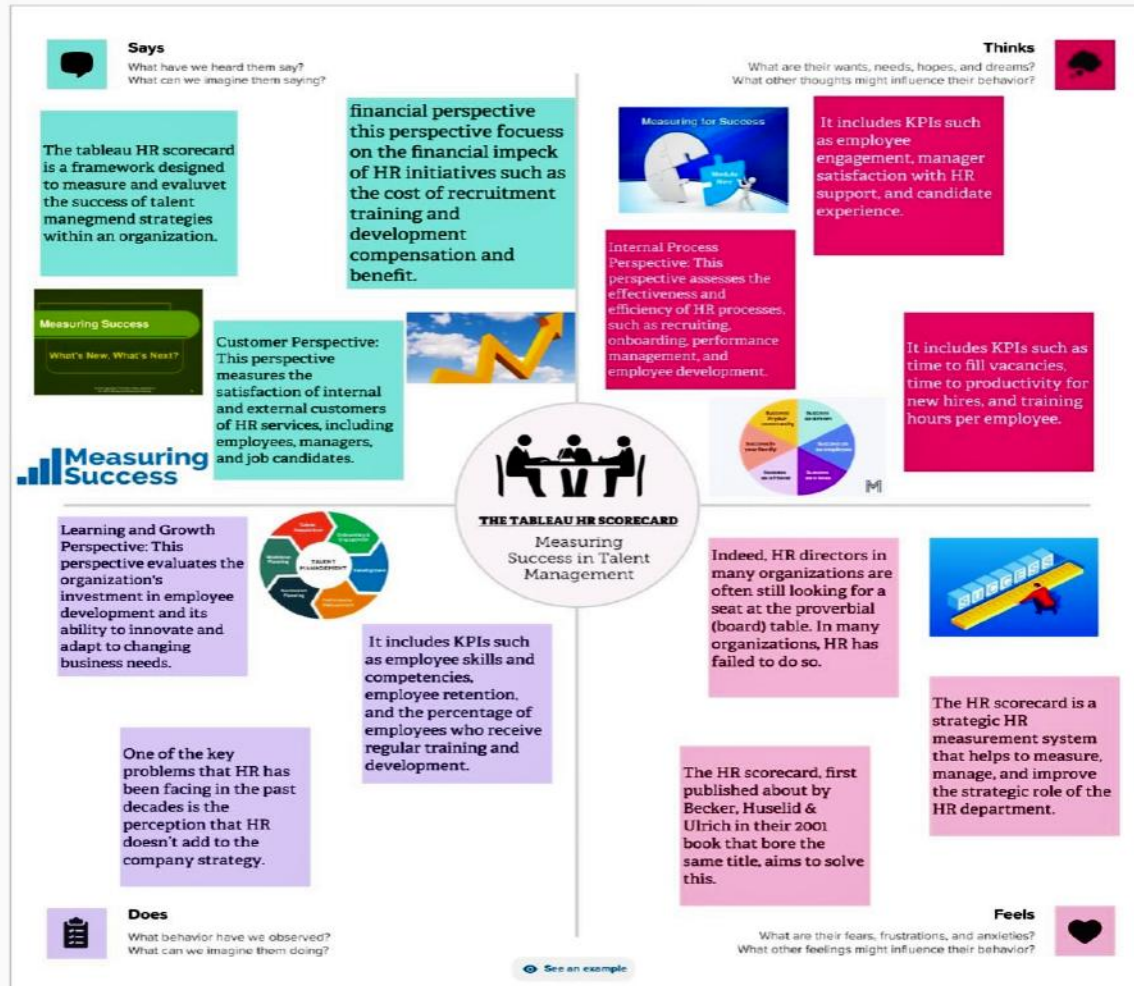 Says
What have we heard them say?
What can we imagine them saying?
The tableau HR scorecard
is a framework designed
to measure and evaluvet
the success of talent
manegmend strategies
within an organization.
financial perspective
this perspective focuess
on the financial impeck
of HR initiatives such as
the cost of recruitment
training and
development
compensation and
benefit.
Measuring Success
What's New, What's Next?
Customer Perspective:
This perspective
measures the
satisfaction of internal
and external customers
of HR services, including
employees, managers,
and job candidates.
Measuring
Success
Thinks
What are their wants, needs, hopes, and dreams?
What other thoughts might influence their behavior?
Measuring for Success
It includes KPIs such
as employee
engagement, manager
satisfaction with HR
support, and candidate
experience.
Internal Process
Perspective: This
perspective assesses the
effectiveness and
efficiency of HR processes,
such as recruiting,
onboarding, performance
management, and
employee development.
It includes KPIs such as
time to fill vacancies,
time to productivity for
new hires, and training
hours per employee.
M
THE TABLEAU HR SCORECARD
Measuring
Success in Talent
Management
Learning and Growth
Perspective: This
perspective evaluates the
organization's
investment in employee
development and its
ability to innovate and
adapt to changing
business needs.
TALENT
MANAGEMENT
It includes KPIs such
as employee skills and
competencies,
employee retention,
and the percentage of
employees who receive
regular training and
development.
One of the key
problems that HR has
been facing in the past
decades is the
perception that HR
doesn't add to the
company strategy.
Does
What behavior have we observed?
What can we imagine them doing?
Indeed, HR directors in
many organizations are
often still looking for a
seat at the proverbial
(board) table. In many
organizations, HR has
failed to do so.
SUCCESS
The HR scorecard is a
strategic HR
measurement system
that helps to measure,
manage, and improve
the strategic role of the
HR department.
The HR scorecard, first
published about by
Becker, Huselid &
Ulrich in their 2001
book that bore the
same title, aims to solve
this.
Feels
What are their fears, frustrations, and anxieties?
What other feelings might influence their behavior?
See an example